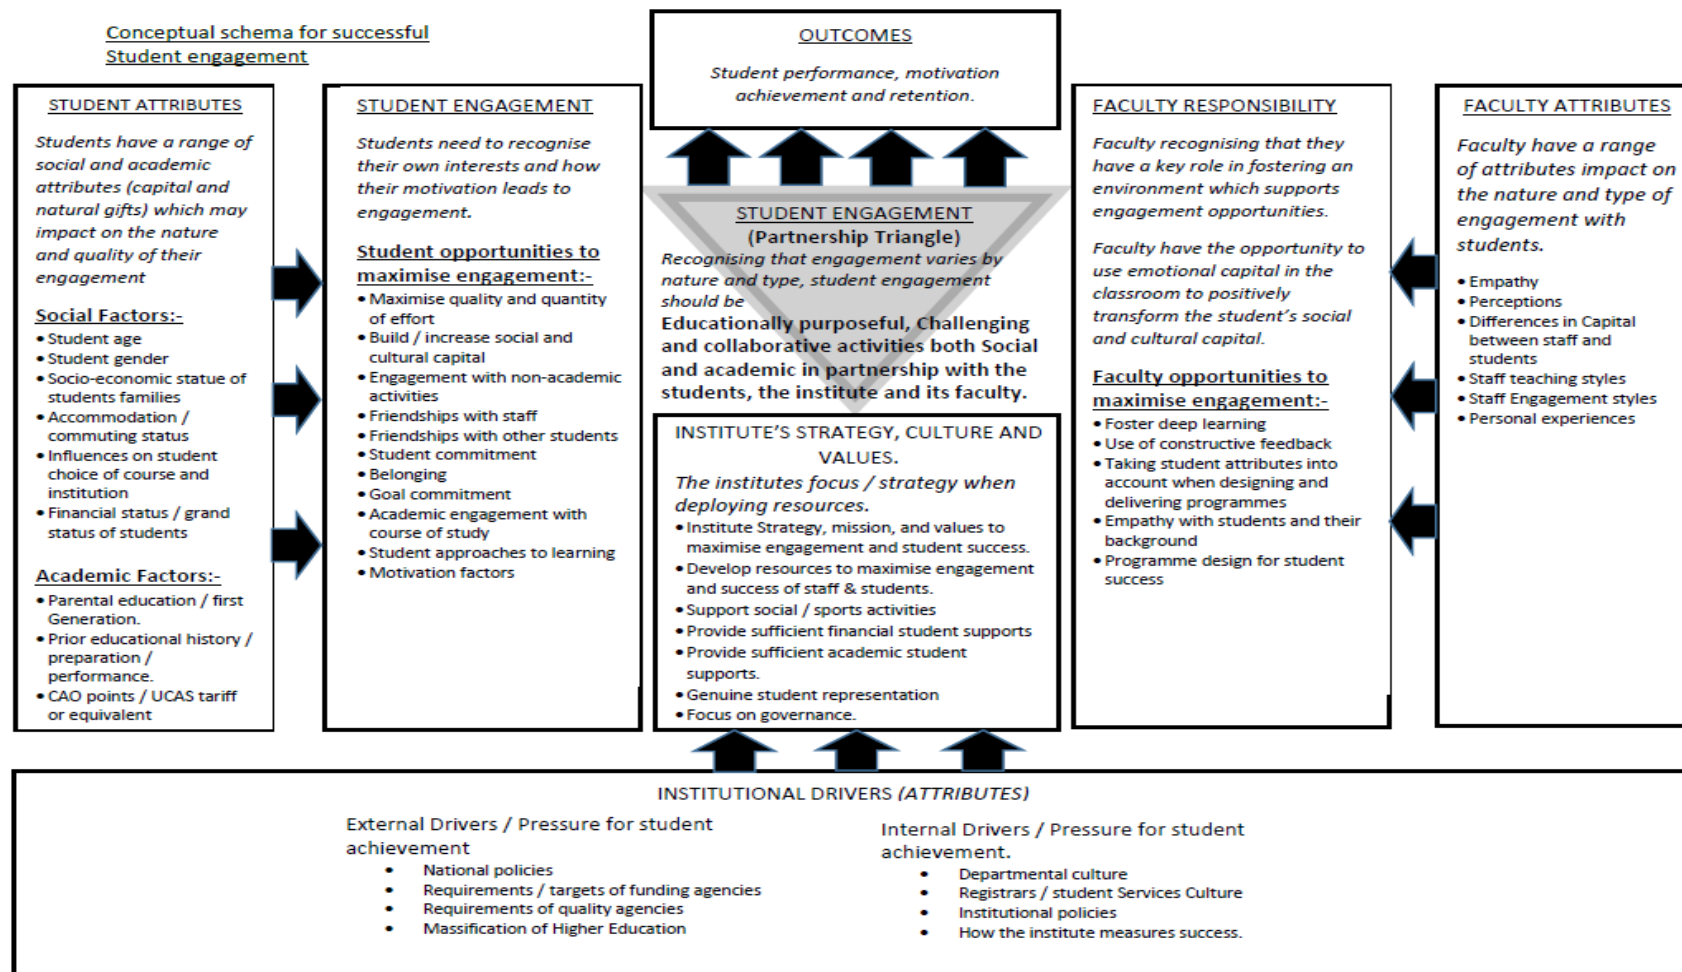 Conceptual schema for successful
Student engagement
OUTCOMES
Student performance, motivation
achievement and retention.
STUDENT ATTRIBUTES
Students have a range of
social and academic
attributes (capital and
natural gifts) which may
impact on the nature
and quality of their
engagement
Social Factors:-
• Student age
• Student gender
• Socio-economic statue of
students families
• Accommodation /
commuting status
• Influences on student
choice of course and
institution
• Financial status / grand
status of students
Academic Factors:-
• Parental education / first
Generation.
• Prior educational history /
preparation /
performance.
• CAO points / UCAS tariff
or equivalent
STUDENT ENGAGEMENT
Students need to recognise
their own interests and how
their motivation leads to
engagement.
Student opportunities to
maximise engagement:-
• Maximise quality and quantity
of effort
• Build / increase social and
cultural capital
• Engagement with non-academic
activities
• Friendships with staff
• Friendships with other students
• Student commitment
• Belonging
• Goal commitment
• Academic engagement with
course of study
• Student approaches to learning
• Motivation factors
STUDENT ENGAGEMENT
(Partnership Triangle)
Recognising that engagement varies by
nature and type, student engagement
should be
Educationally purposeful, Challenging
and collaborative activities both Social
and academic in partnership with the
students, the institute and its faculty.
INSTITUTE'S STRATEGY, CULTURE AND
VALUES.
The institutes focus / strategy when
deploying resources.
• Institute Strategy, mission, and values to
maximise engagement and student success.
• Develop resources to maximise engagement
and success of staff & students.
• Support social / sports activities
• Provide sufficient financial student supports
• Provide sufficient academic student
supports.
• Genuine student representation
• Focus on governance.
FACULTY RESPONSIBILITY
Faculty recognising that they
have a key role in fostering an
environment which supports
engagement opportunities.
Faculty have the opportunity to
use emotional capital in the
classroom to positively
transform the student's social
and cultural capital.
Faculty opportunities to
maximise engagement:-
• Foster deep learning
• Use of constructive feedback
• Taking student attributes into
account when designing and
delivering programmes
• Empathy with students and their
background
• Programme design for student
success
FACULTY ATTRIBUTES
Faculty have a range
of attributes impact on
the nature and type of
engagement with
students.
• Empathy
• Perceptions
• Differences in Capital
between staff and
students
• Staff teaching styles
• Staff Engagement styles
• Personal experiences
INSTITUTIONAL DRIVERS (ATTRIBUTES)
External Drivers / Pressure for student
achievement
• National policies
• Requirements / targets of funding agencies
• Requirements of quality agencies
• Massification of Higher Education
Internal Drivers / Pressure for student
achievement.
• Departmental culture
• Registrars / student Services Culture
• Institutional policies
• How the institute measures success.